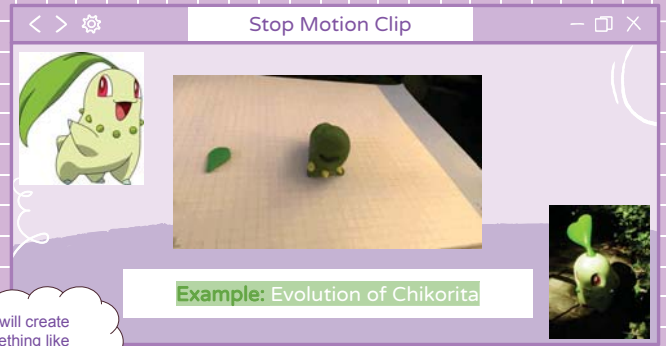 Stop Motion Clip
Example: Evolution of Chikorita
will create
ething like